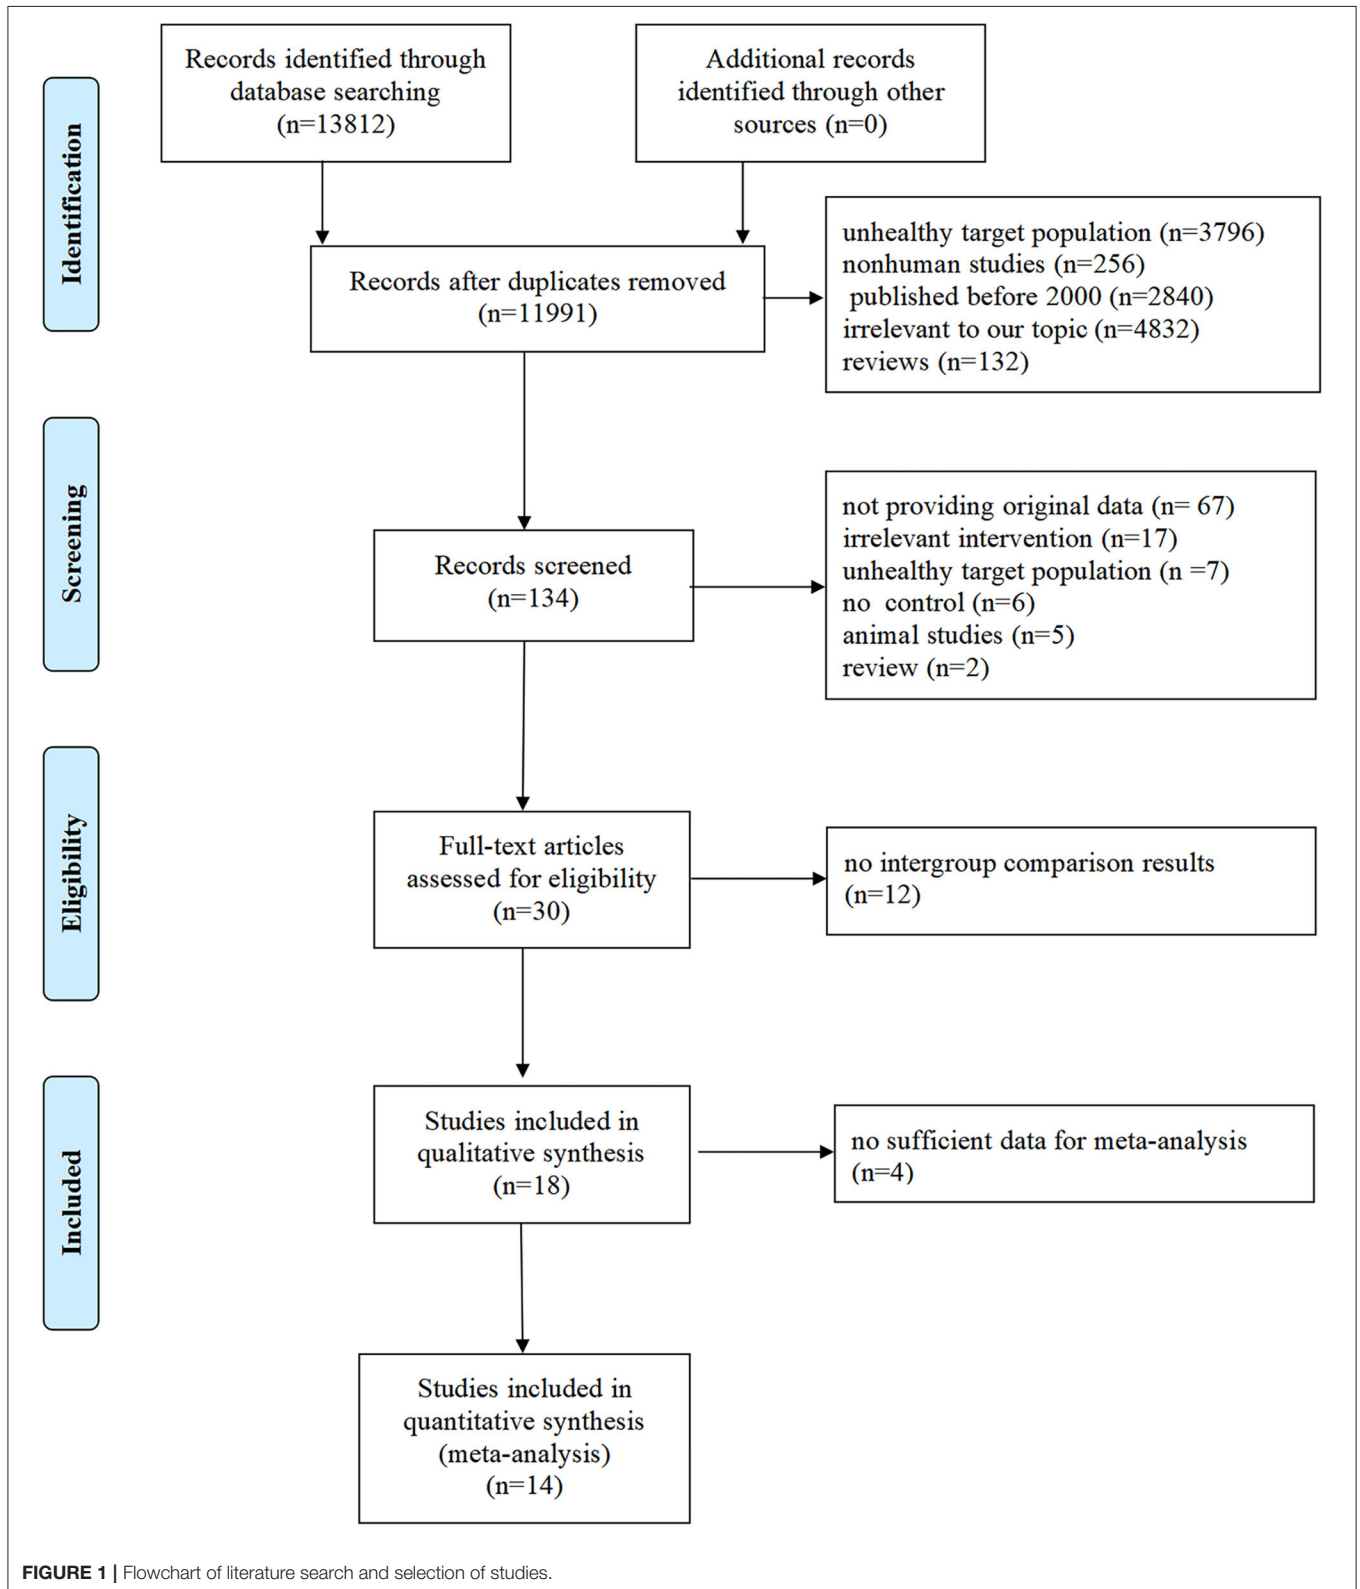 Records identified through
database searching
(n=13812)
Additional records
identified through other
sources (n=0)
Identification
Records after duplicates removed
(n=11991)
unhealthy target population (n=3796)
nonhuman studies (n=256)
published before 2000 (n=2840)
irrelevant to our topic (n=4832)
reviews (n=132)
Screening
Records screened
(n=134)
not providing original data (n= 67)
irrelevant intervention (n=17)
unhealthy target population (n =7)
no control (n=6)
animal studies (n=5)
review (n=2)
Eligibility
Full-text articles
assessed for eligibility
(n=30)
no intergroup comparison results
(n=12)
Included
Studies included in
qualitative synthesis
(n=18)
no sufficient data for meta-analysis
(n=4)
Studies included in
quantitative synthesis
(meta-analysis)
(n=14)
FIGURE 1 | Flowchart of literature search and selection of studies.